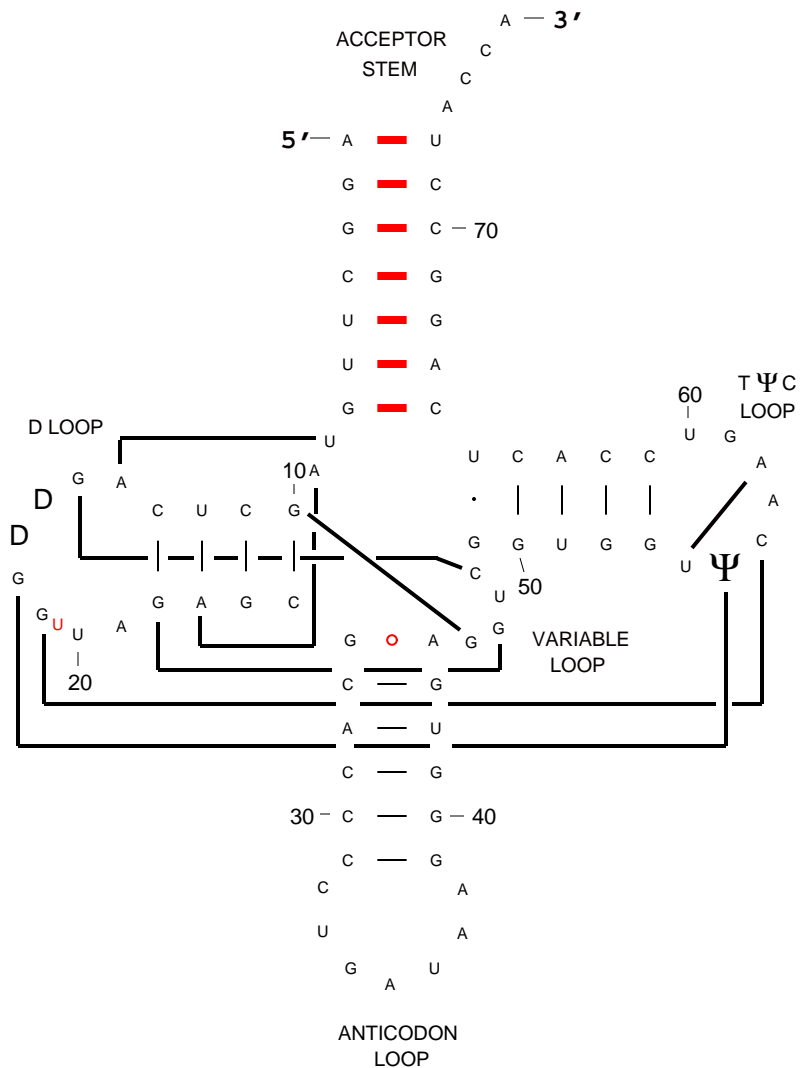 A — 3′
ACCEPTOR
STEM
C
C
A
5′ — A U
G C
G C — 70
C G
U G
U A
G C
60
T Ψ C
LOOP
D LOOP
U
U C A C C
U G A A C
G A
10
A
D
C U C G
D
G G U G G U Ψ
C
50
G
G U U A G A G C
U
G
20
G A G
VARIABLE
LOOP
C G
A U
C G
30 — C G — 40
C G
C A
U A
G U
A
ANTICODON
LOOP